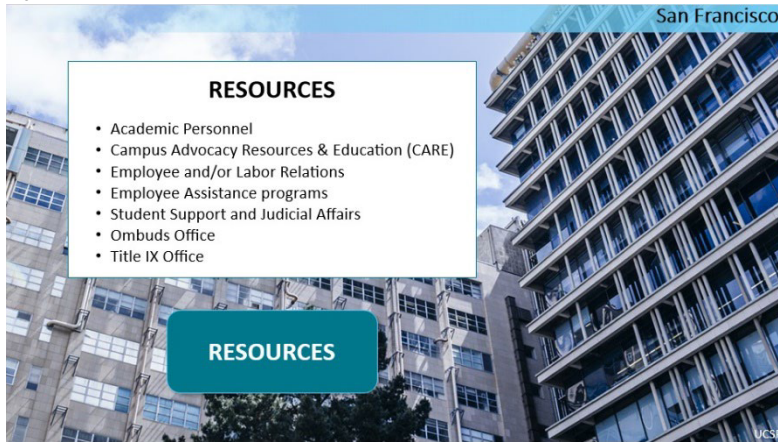 San Francisco
RESOURCES
• Academic Personnel
• Campus Advocacy Resources & Education (CARE)
• Employee and/or Labor Relations
• Employee Assistance programs
• Student Support and Judicial Affairs
• Ombuds Office
• Title IX Office
RESOURCES